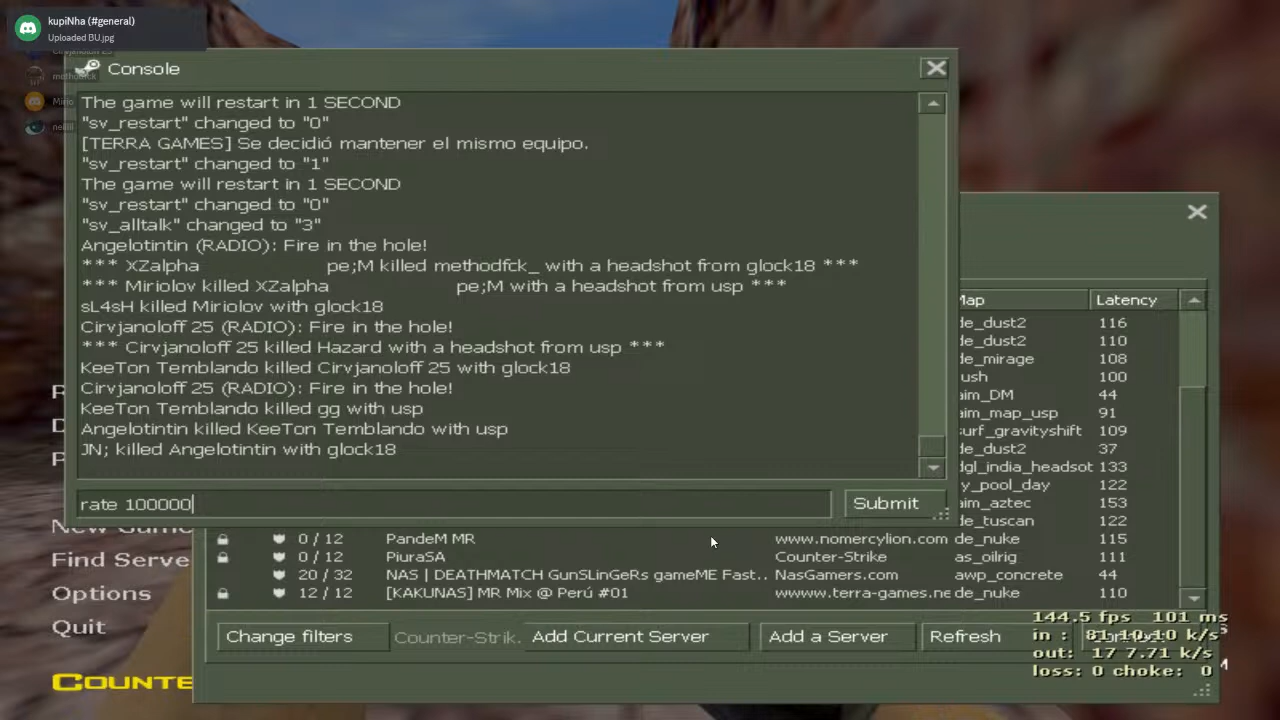 kupiNha (#general)
Uploaded BU.jpg
methodfck
Mirio
neiiill
Console
The game will restart in 1 SECOND
"sv_restart" changed to "0"
[TERRA GAMES] Se decidió mantener el mismo equipo.
"sv_restart" changed to "1"
The game will restart in 1 SECOND
"sv_restart" changed to "0"
"sv_alltalk" changed to "3"
Angelotintin (RADIO): Fire in the hole!
*** XZalpha pe;M killed methodfck_ with a headshot from glock18 ***
*** Miriolov killed XZalpha pe;M with a headshot from usp ***
sL4sH killed Miriolov with glock18
Cirvjanoloff 25 (RADIO): Fire in the hole!
*** Cirvjanoloff 25 killed Hazard with a headshot from usp ***
KeeTon Temblando killed Cirvjanoloff 25 with glock18
Cirvjanoloff 25 (RADIO): Fire in the hole!
KeeTon Temblando killed gg with usp
Angelotintin killed KeeTon Temblando with usp
JN; killed Angelotintin with glock18
rate 100000
Submit
Map Latency
de_dust2 116
de_dust2 110
de_mirage 108
rush 100
aim_DM 44
aim_map_usp 91
surf_gravityshift 109
de_dust2 37
dgl_india_headsot 133
y_pool_day 122
aim_aztec 153
de_tuscan 122
0 / 12 PandeM MR www.nomercylion.com de_nuke 115
0 / 12 PiuraSA Counter-Strike as_oilrig 111
20 / 32 NAS | DEATHMATCH GunSLinGeRs gameME Fast.. NasGamers.com awp_concrete 44
12 / 12 [KAKUNAS] MR Mix @ Perú #01 wwww.terra-games.ne de_nuke 110
R
D
P
New Game
Find Serve
Options
Quit
COUNTE
Change filters
Counter-Strik.
Add Current Server
Add a Server
Refresh
144.5 fps 101 ms
in : 81 10.10 k/s
out: 17 7.71 k/s
loss: 0 choke: 0